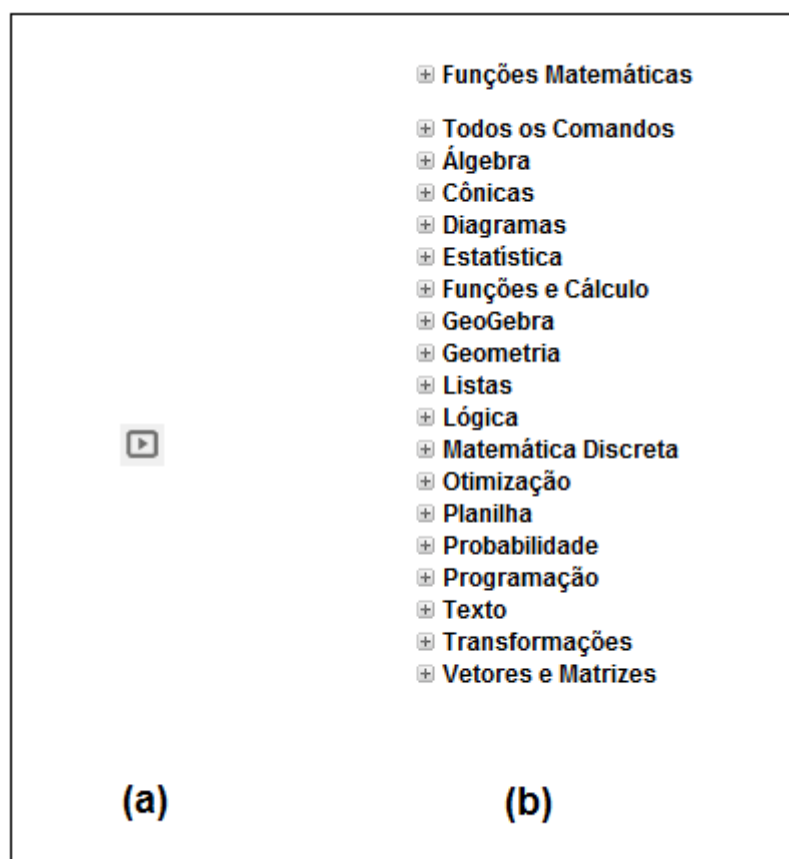 Funções Matemáticas
Todos os Comandos
Álgebra
Cônicas
Diagramas
Estatística
Funções e Cálculo
GeoGebra
Geometria
Listas
Lógica
Matemática Discreta
Otimização
Planilha
Probabilidade
Programação
Texto
Transformações
Vetores e Matrizes
(a)
(b)